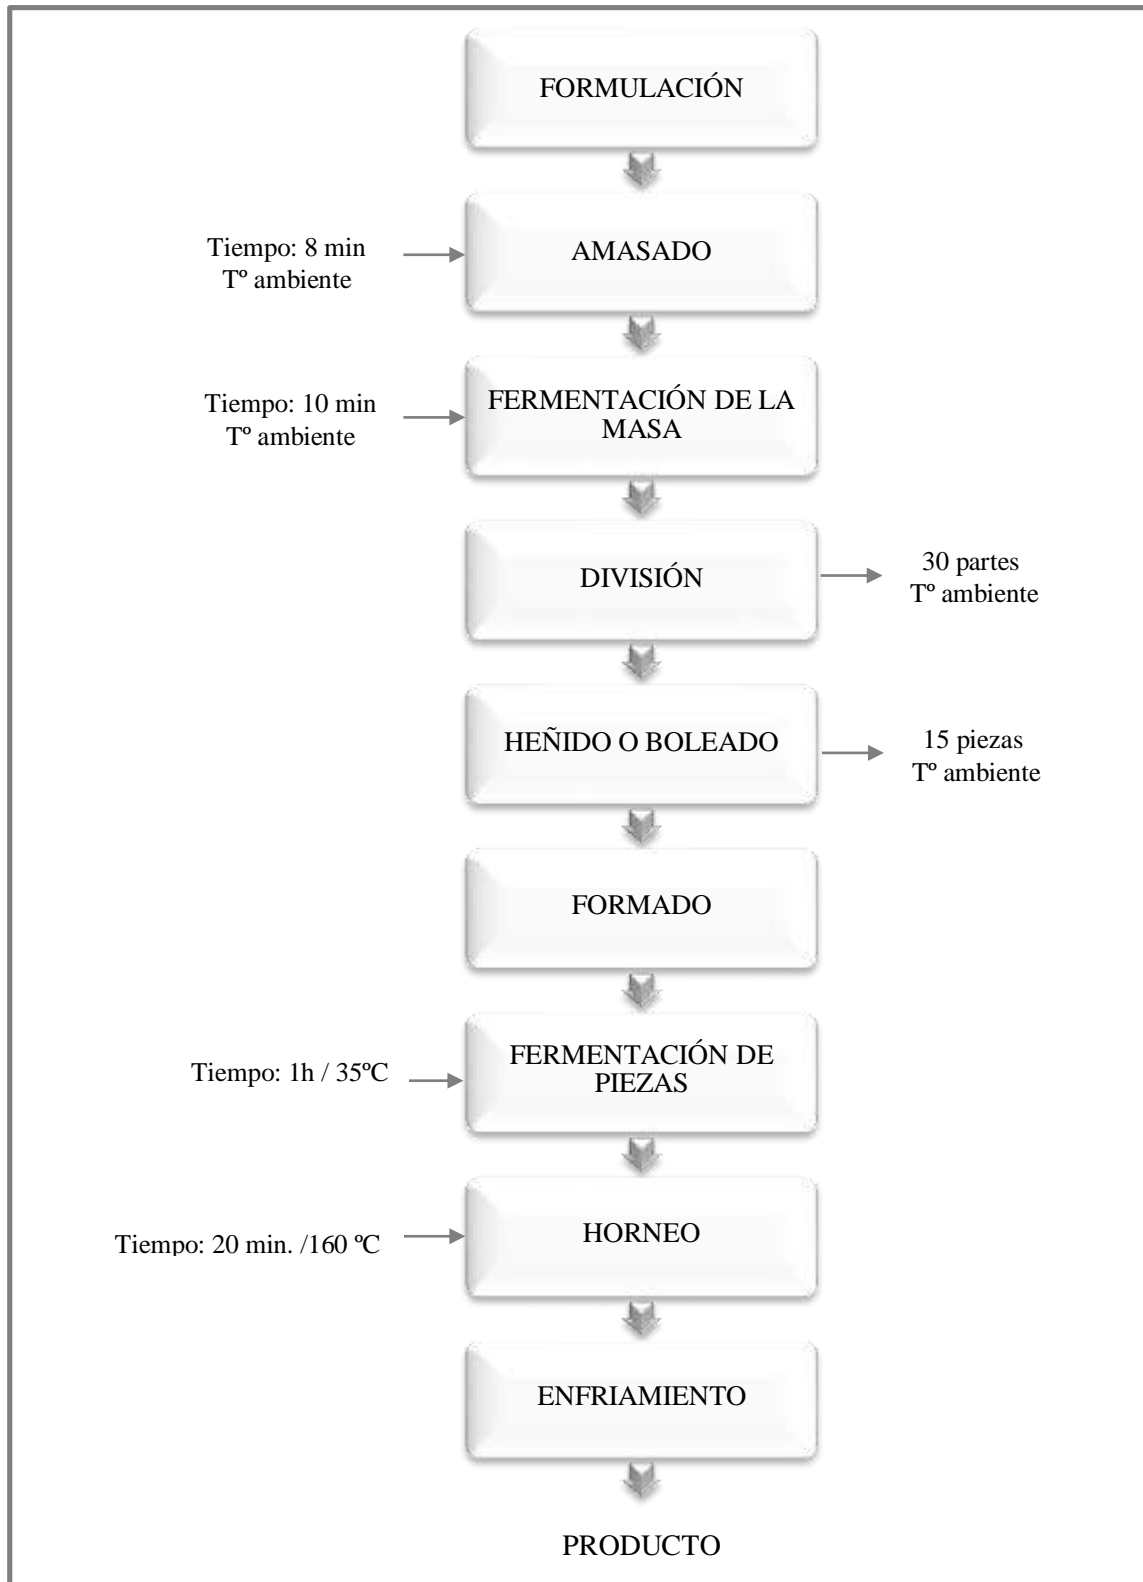 FORMULACIÓN
Tiempo: 8 min
Tº ambiente
AMASADO
Tiempo: 10 min
Tº ambiente
FERMENTACIÓN DE LA
MASA
DIVISIÓN
30 partes
Tº ambiente
HEÑIDO O BOLEADO
15 piezas
Tº ambiente
FORMADO
Tiempo: 1h / 35ºC
FERMENTACIÓN DE
PIEZAS
Tiempo: 20 min. /160 ºC
HORNEO
ENFRIAMIENTO
PRODUCTO